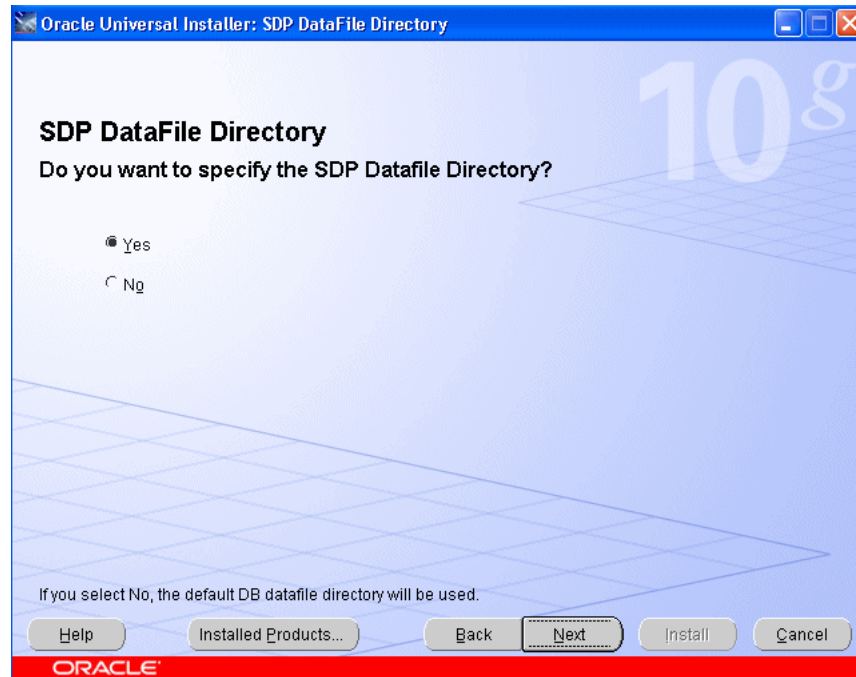 Oracle Universal Installer: SDP DataFile Directory
10g
SDP DataFile Directory
Do you want to specify the SDP Datafile Directory?
Yes
No
If you select No, the default DB datafile directory will be used.
Help Installed Products... Back Next Install Cancel
ORACLE